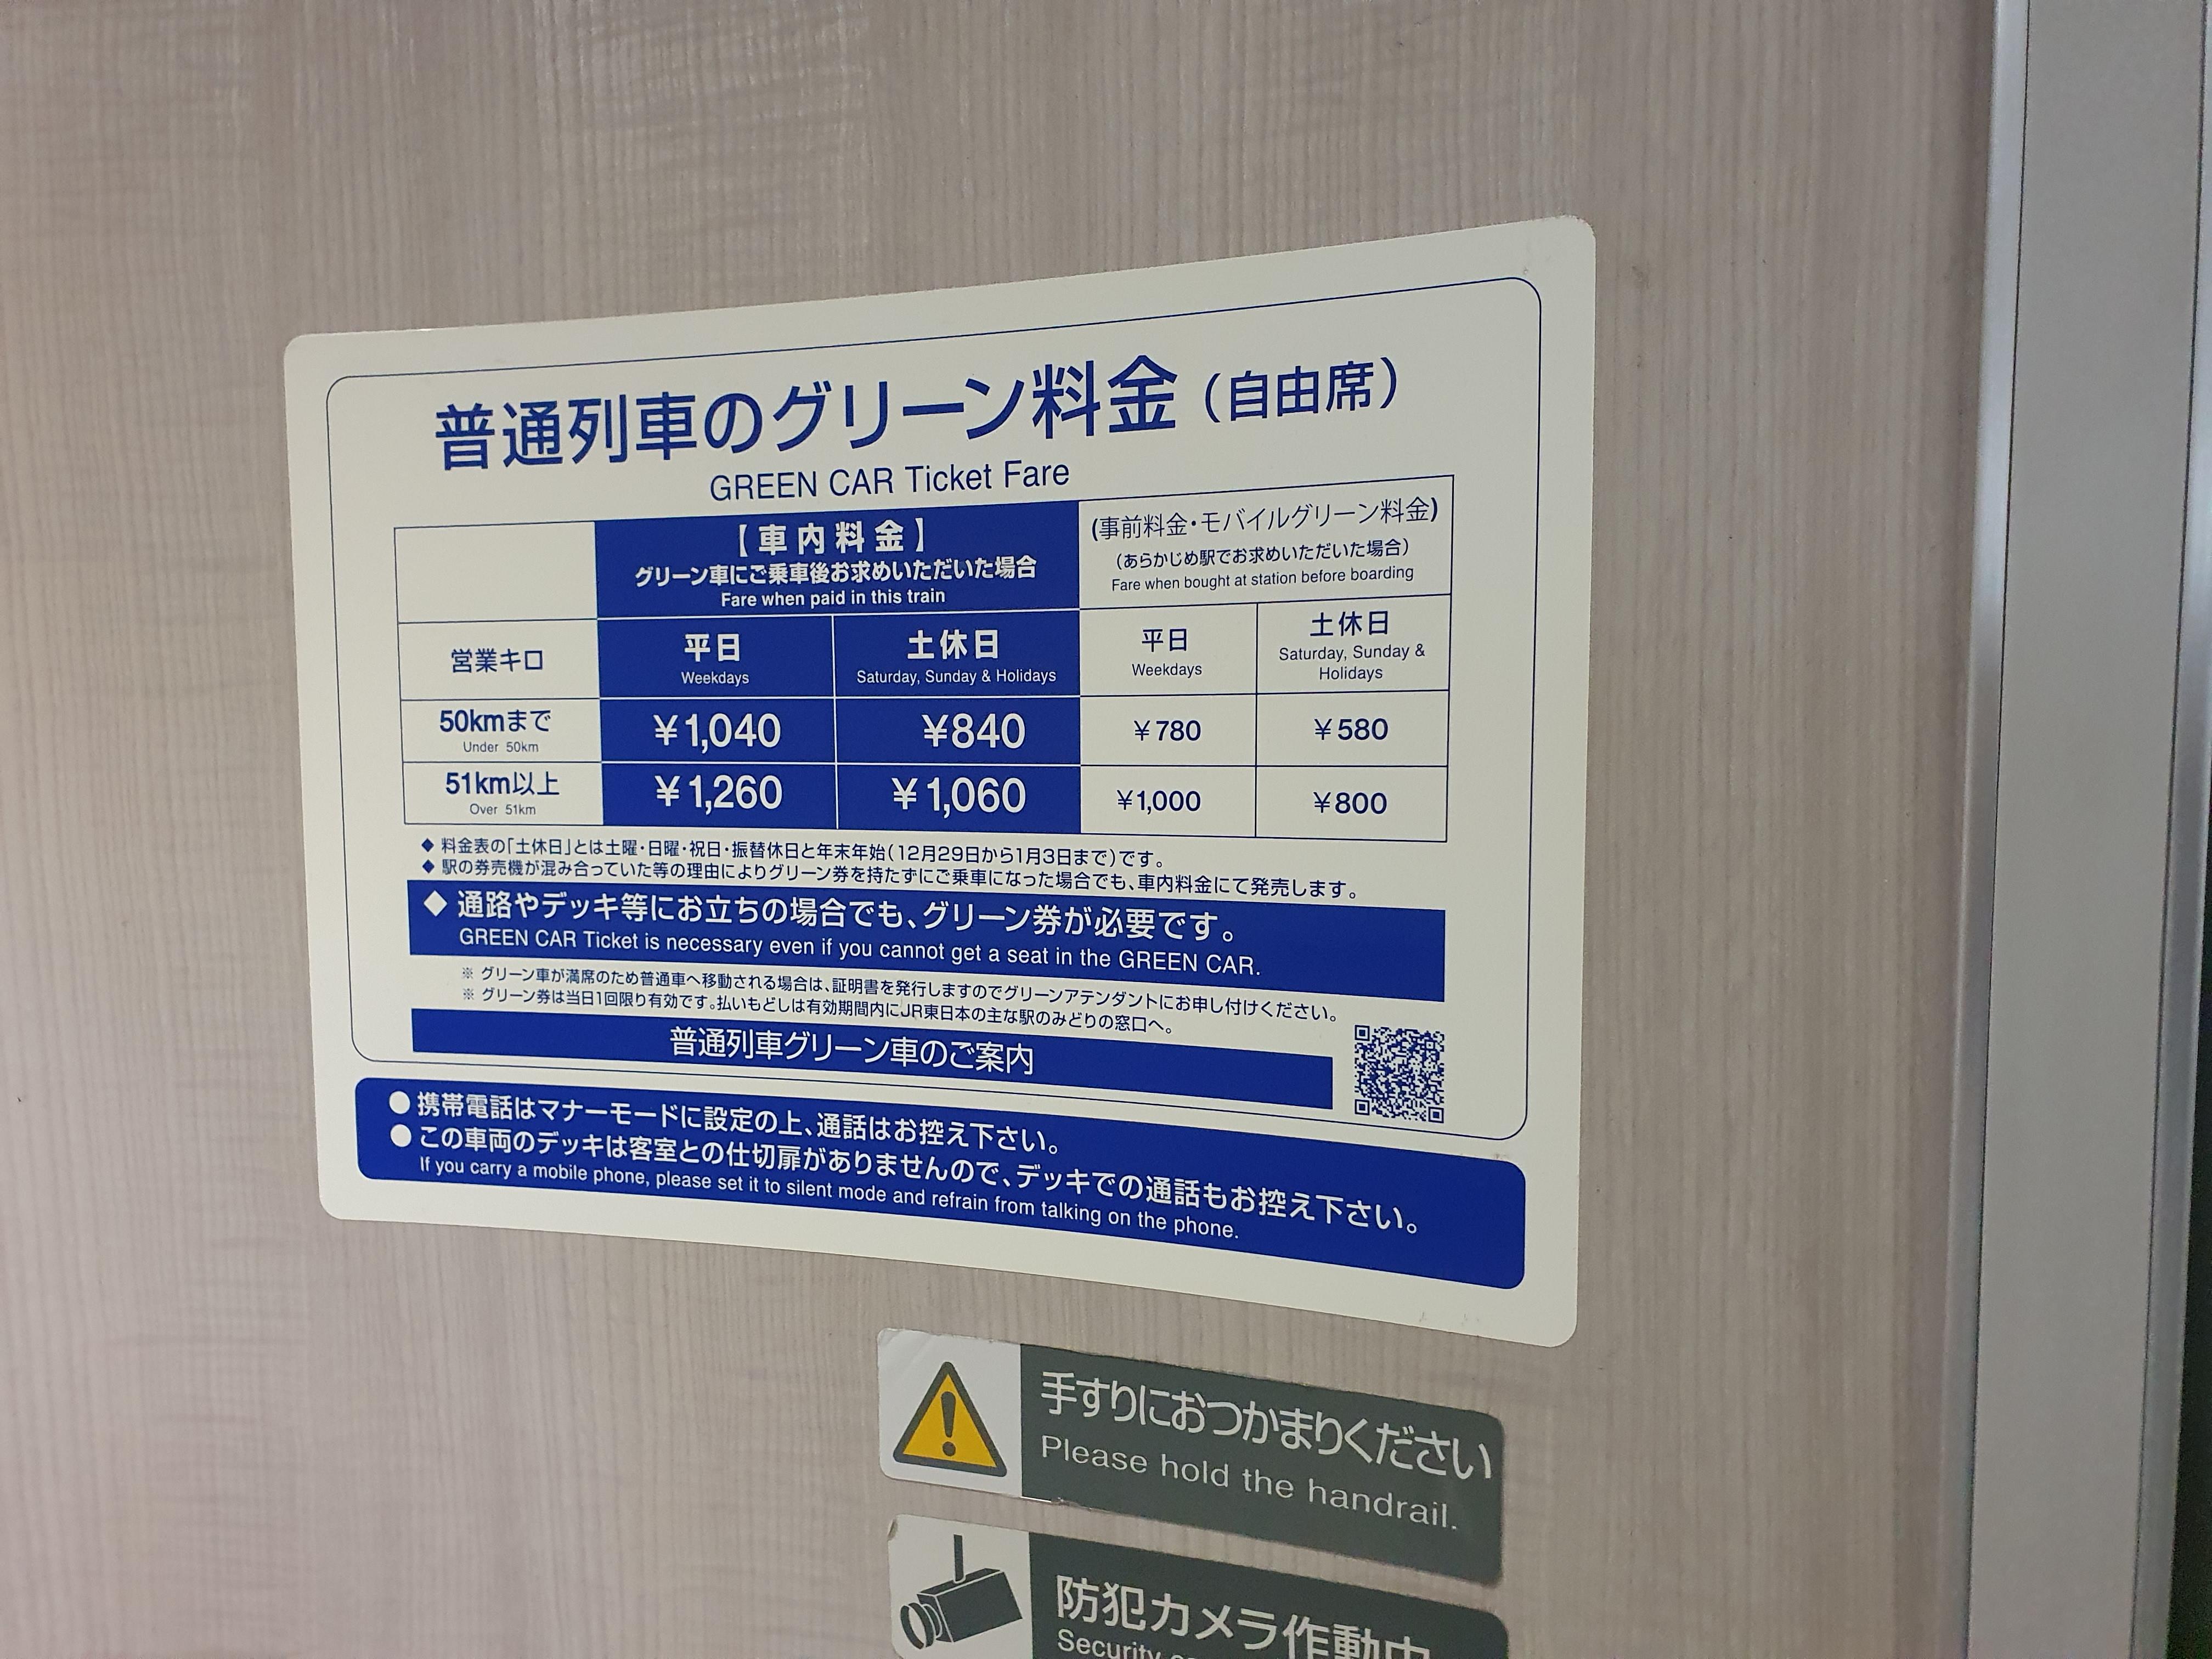 普通列車のグリーン料金（自由席）
GREEN CAR Ticket Fare
【車内料金】
グリーン車にご乗車後お求めいただいた場合
Fare when paid in this train
(事前料金・モバイルグリーン料金)
（あらかじめ駅でお求めいただいた場合）
Fare when bought at station before boarding
営業キロ
平日
Weekdays
土休日
Saturday, Sunday & Holidays
平日
Weekdays
土休日
Saturday, Sunday &
Holidays
50kmまで
Under 50km
¥1,040 ¥840 ¥780 ¥580
51km以上
Over 51km
¥1,260 ¥1,060 ¥1,000 ¥800
◆ 料金表の「土休日」とは土曜・日曜・祝日・振替休日と年末年始（12月29日から1月3日まで）です。
◆ 駅の券売機が混み合っていた等の理由によりグリーン券を持たずにご乗車になった場合でも、車内料金にて発売します。
◆ 通路やデッキ等にお立ちの場合でも、グリーン券が必要です。
GREEN CAR Ticket is necessary even if you cannot get a seat in the GREEN CAR.
※ グリーン車が満席のため普通車へ移動される場合は、証明書を発行しますのでグリーンアテンダントにお申し付けください。
※ グリーン券は当日1回限り有効です。払いもどしは有効期間内にJR東日本の主な駅のみどりの窓口へ。
普通列車グリーン車のご案内
● 携帯電話はマナーモードに設定の上、通話はお控え下さい。
● この車両のデッキは客室との仕切扉がありませんので、デッキでの通話もお控え下さい。
If you carry a mobile phone, please set it to silent mode and refrain from talking on the phone.
手すりにおつかまりください
Please hold the handrail.
防犯カメラ作動中
Security